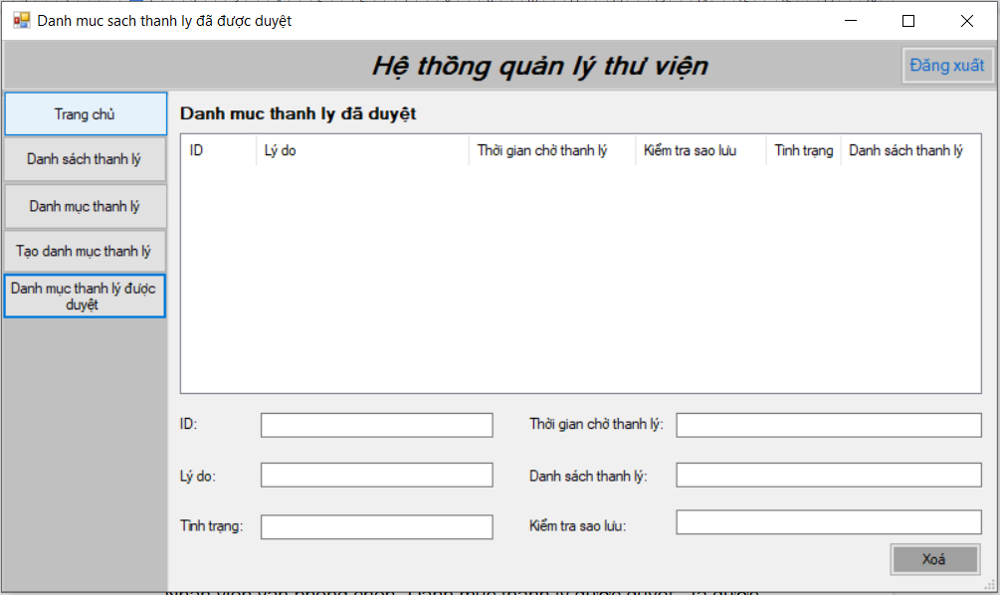 Danh muc sach thanh ly đã được duyệt
Hệ thồng quản lý thư viện
Đăng xuất
Trang chủ
Danh sách thanh lý
Danh mục thanh lý
Tạo danh mục thanh lý
Danh mục thanh lý được
duyệt
Danh muc thanh ly đã duyệt
ID Lý do Thời gian chờ thanh lý Kiểm tra sao lưu Tình trạng Danh sách thanh lý
ID: Thời gian chờ thanh lý:
Lý do: Danh sách thanh lý:
Tình trạng: Kiểm tra sao lưu:
Xoá